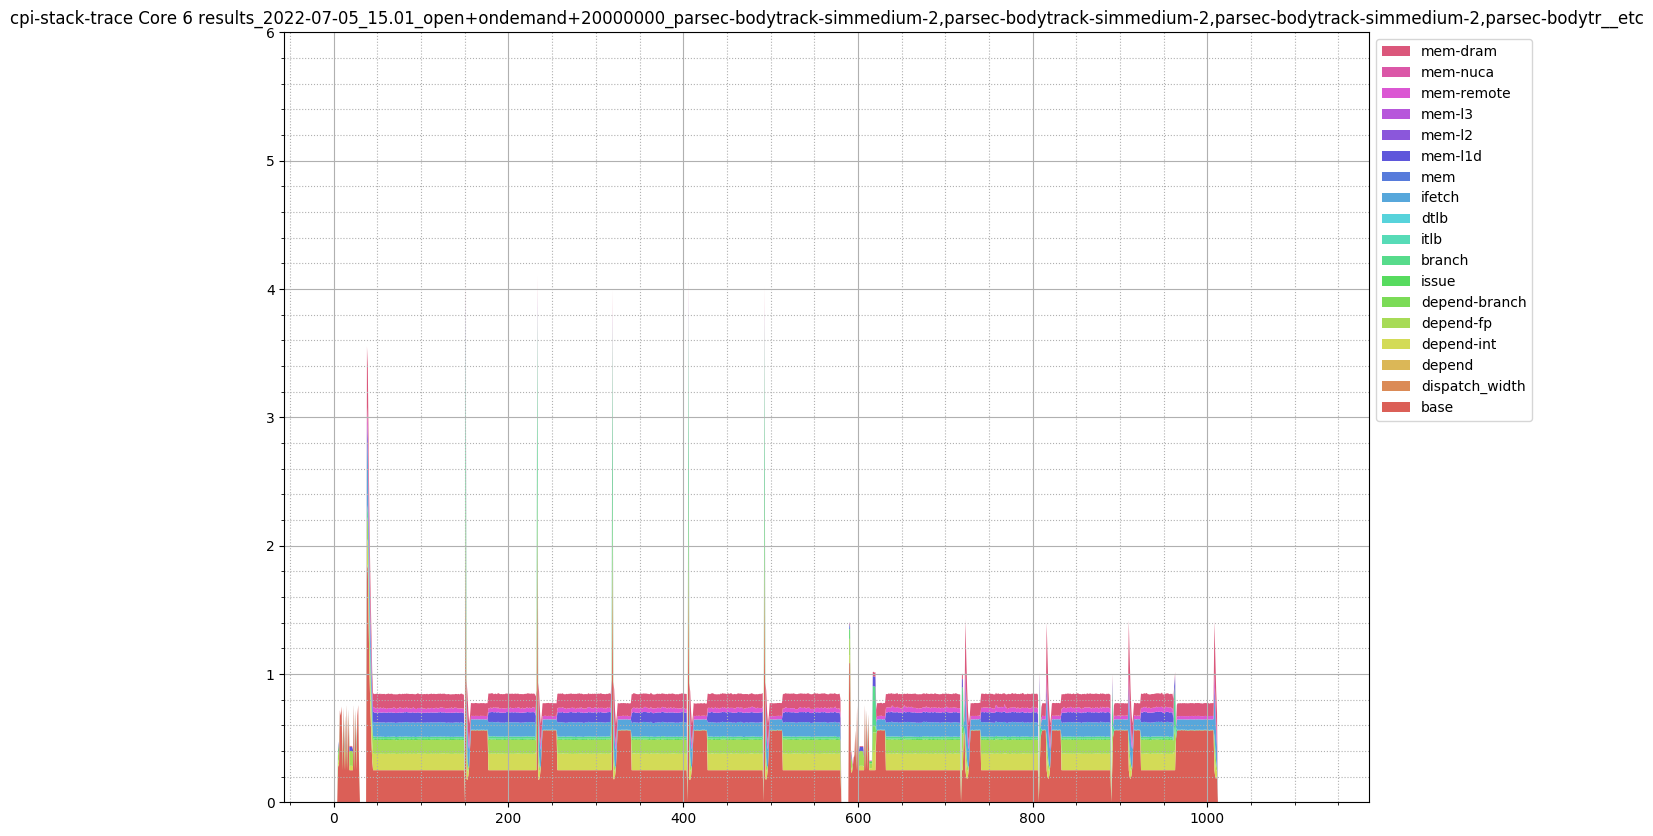 cpi-stack-trace Core 6 results_2022-07-05_15.01_open+ondemand+20000000_parsec-bodytrack-simmedium-2,parsec-bodytrack-simmedium-2,parsec-bodytrack-simmedium-2,parsec-bodytr__etc
6
5
4
3
2
1
0
0 200 400 600 800 1000
mem-dram
mem-nuca
mem-remote
mem-l3
mem-l2
mem-l1d
mem
ifetch
dtlb
itlb
branch
issue
depend-branch
depend-fp
depend-int
depend
dispatch_width
base